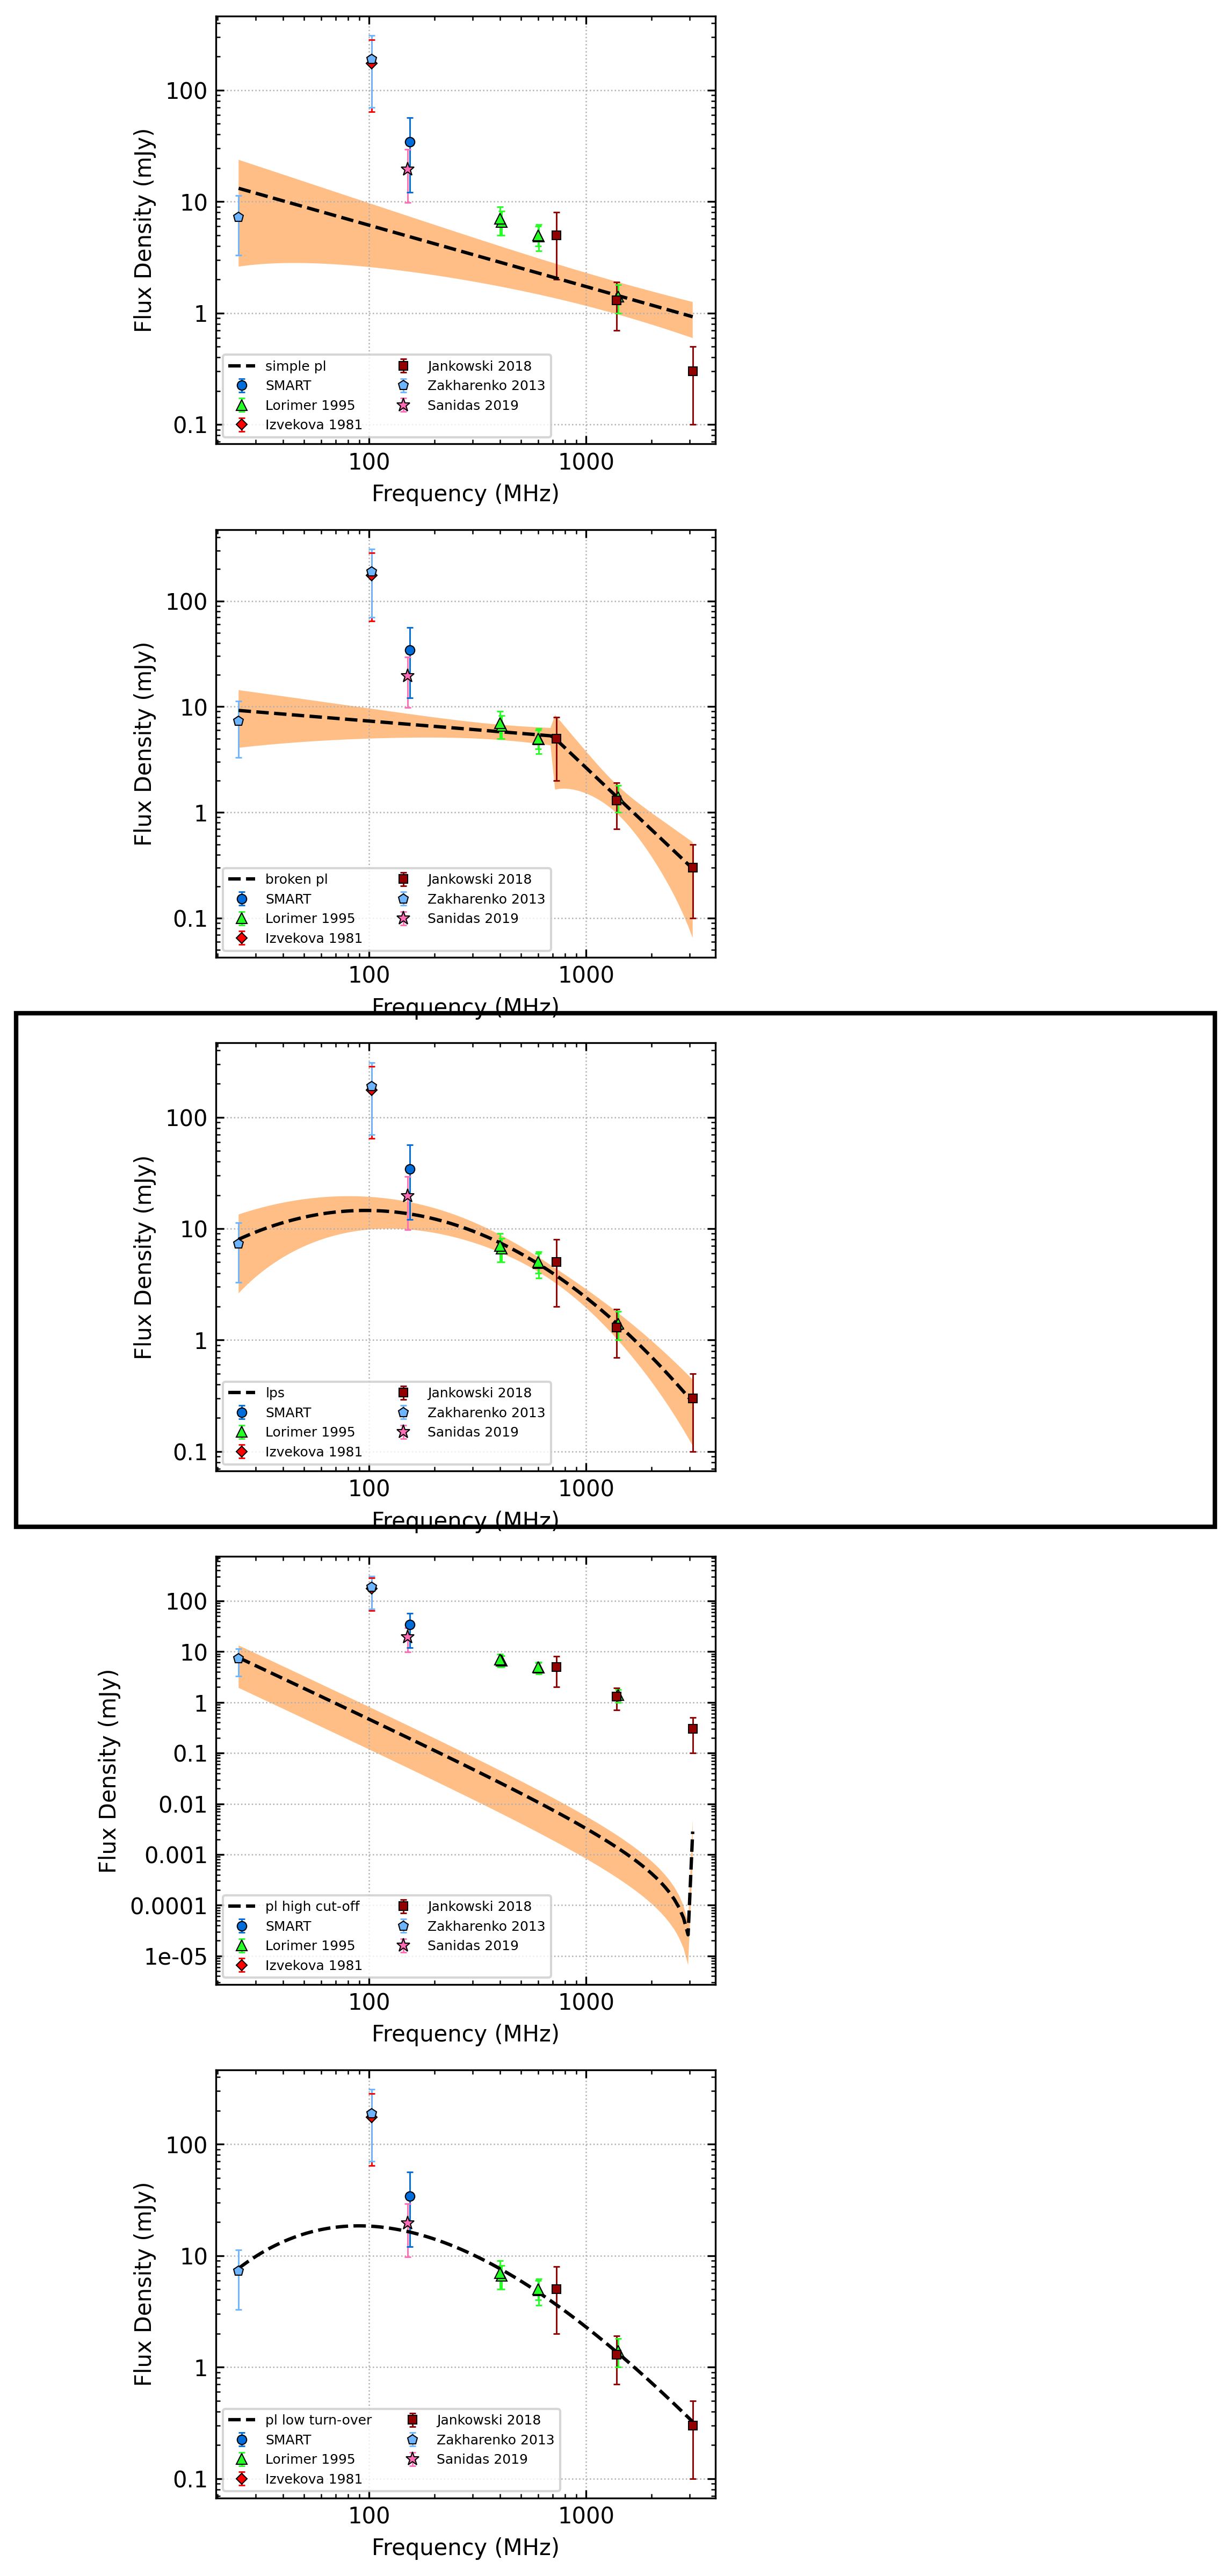 100
10
1
0.1
Flux Density (mJy)
simple pl
SMART
Lorimer 1995
Izvekova 1981
Jankowski 2018
Zakharenko 2013
Sanidas 2019
100 1000
Frequency (MHz)
100
10
1
0.1
Flux Density (mJy)
broken pl
SMART
Lorimer 1995
Izvekova 1981
Jankowski 2018
Zakharenko 2013
Sanidas 2019
100 1000
Frequency (MHz)
100
10
1
0.1
Flux Density (mJy)
lps
SMART
Lorimer 1995
Izvekova 1981
Jankowski 2018
Zakharenko 2013
Sanidas 2019
100 1000
Frequency (MHz)
100
10
1
0.1
0.01
0.001
0.0001
1e-05
Flux Density (mJy)
pl high cut-off
SMART
Lorimer 1995
Izvekova 1981
Jankowski 2018
Zakharenko 2013
Sanidas 2019
100 1000
Frequency (MHz)
100
10
1
0.1
Flux Density (mJy)
pl low turn-over
SMART
Lorimer 1995
Izvekova 1981
Jankowski 2018
Zakharenko 2013
Sanidas 2019
100 1000
Frequency (MHz)